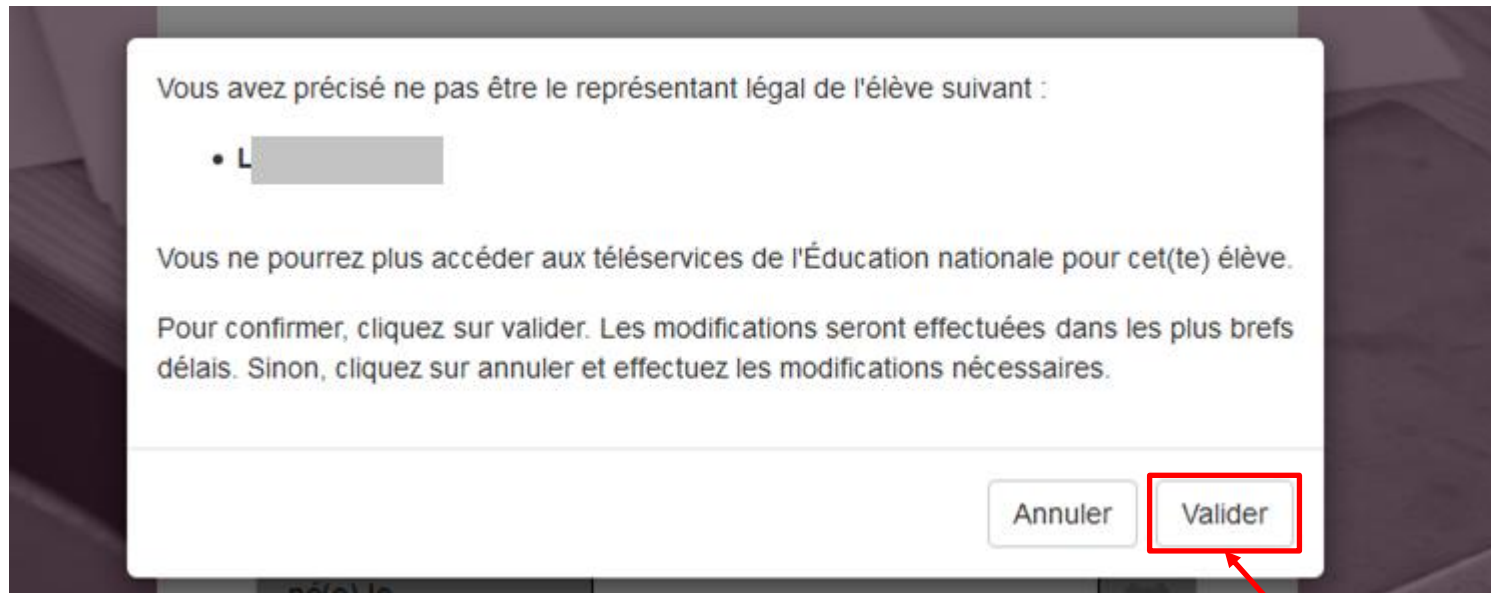 Vous avez précisé ne pas être le représentant légal de l'élève suivant :
• L
Vous ne pourrez plus accéder aux téléservices de l'Éducation nationale pour cet(te) élève.
Pour confirmer, cliquez sur valider. Les modifications seront effectuées dans les plus brefs
délais. Sinon, cliquez sur annuler et effectuez les modifications nécessaires.
Annuler Valider
né(e) le